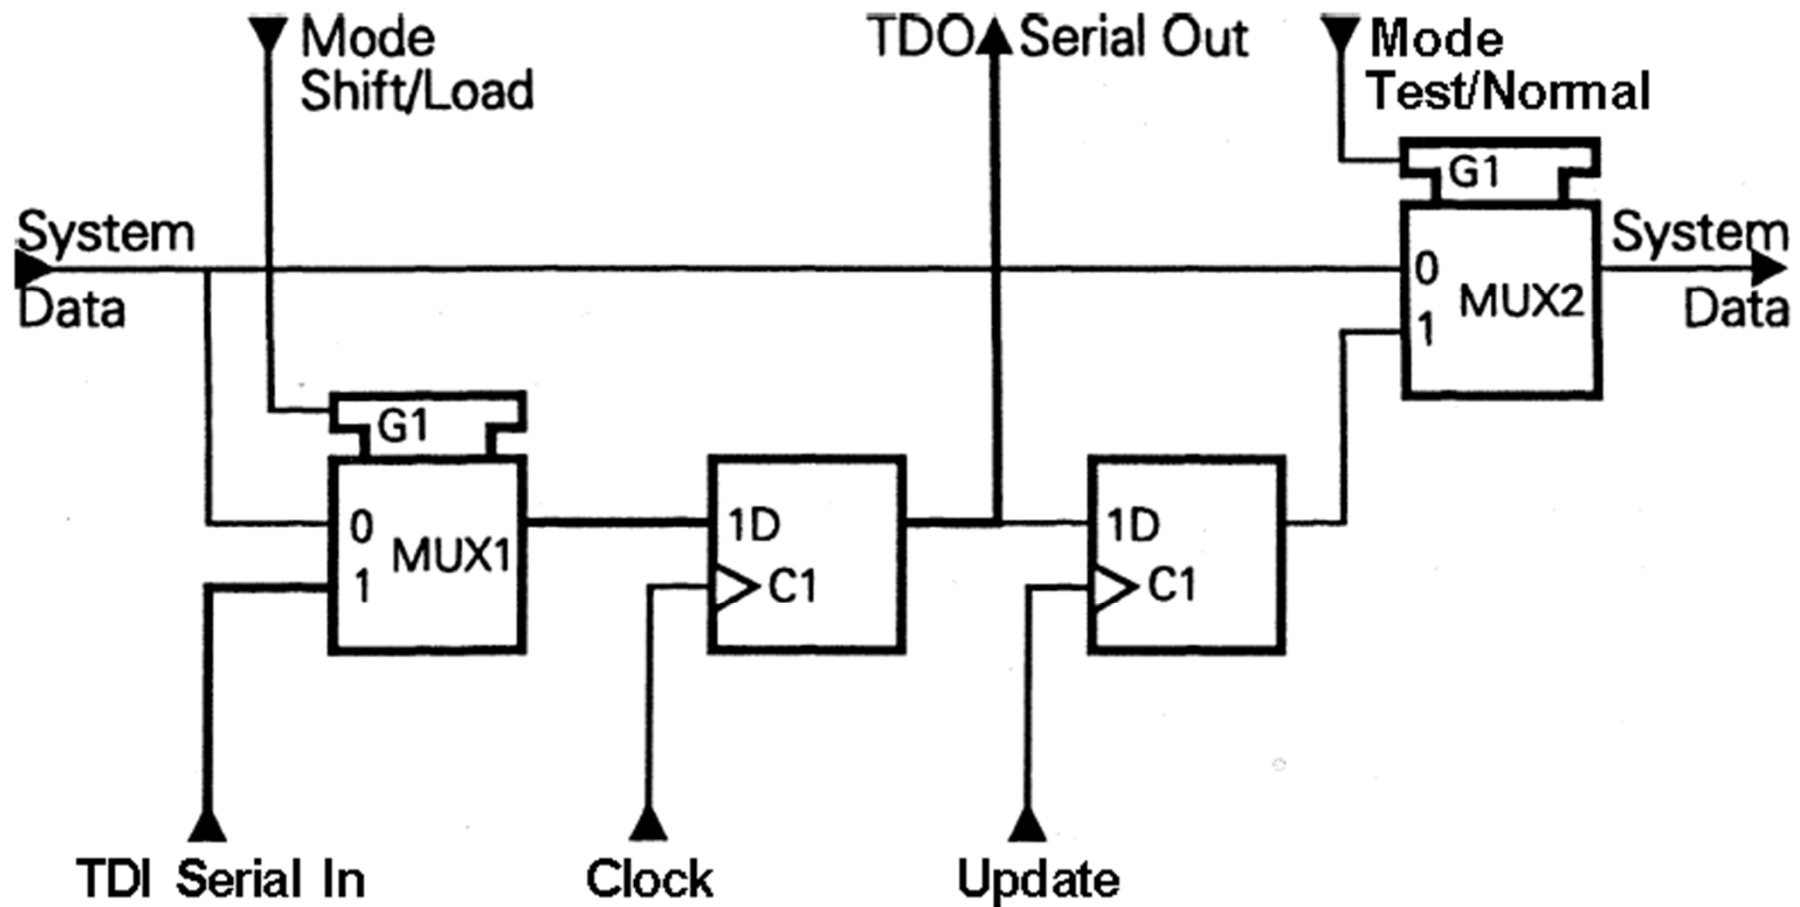 Mode
Shift/Load
TDO Serial Out
Mode
Test/Normal
G1
System
Data
0
1
MUX2
System
Data
G1
0
1
MUX1
1D
C1
1D
C1
TDI Serial In
Clock
Update